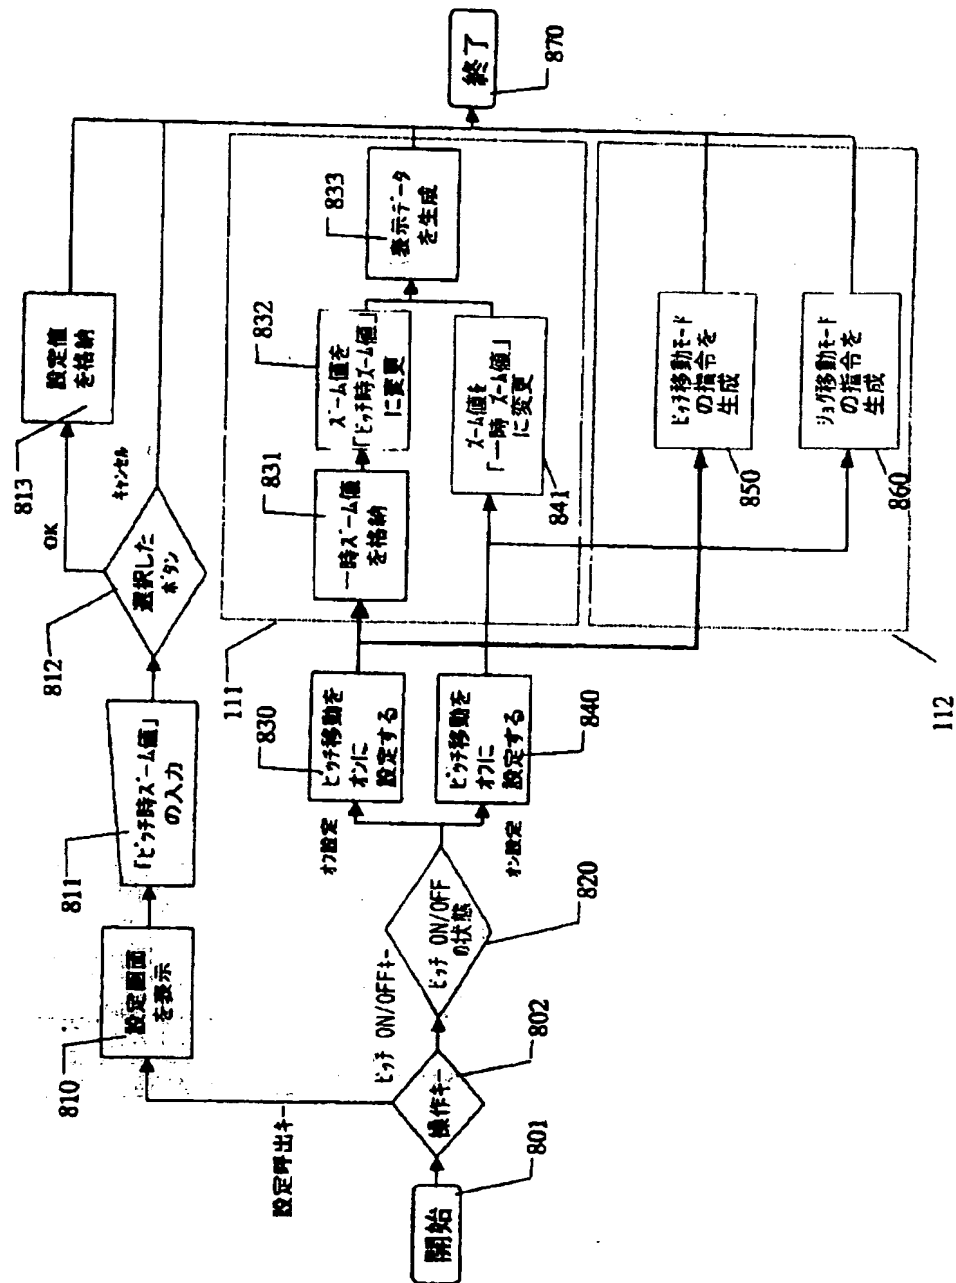 開始
801
操作キー
802
設定呼出キー
ピッチ ON/OFFキー
設定画面
を表示
810
「ピッチ時ズーム値」
の入力
811
選択した
ボタン
812
OK
キャンセル
設定値
を格納
813
ピッチ ON/OFF
の状態
820
オフ設定
オン設定
ピッチ移動を
オンに
設定する
830
ピッチ移動を
オフに
設定する
840
111
一時ズーム値
を格納
831
ズーム値を
「ピッチ時ズーム値」
に変更
832
表示データ
を生成
833
ズーム値を
「一時 ズーム値」
に変更
841
112
ピッチ移動モード
の指令を
生成
850
ジョグ移動モード
の指令を
生成
860
終了
870